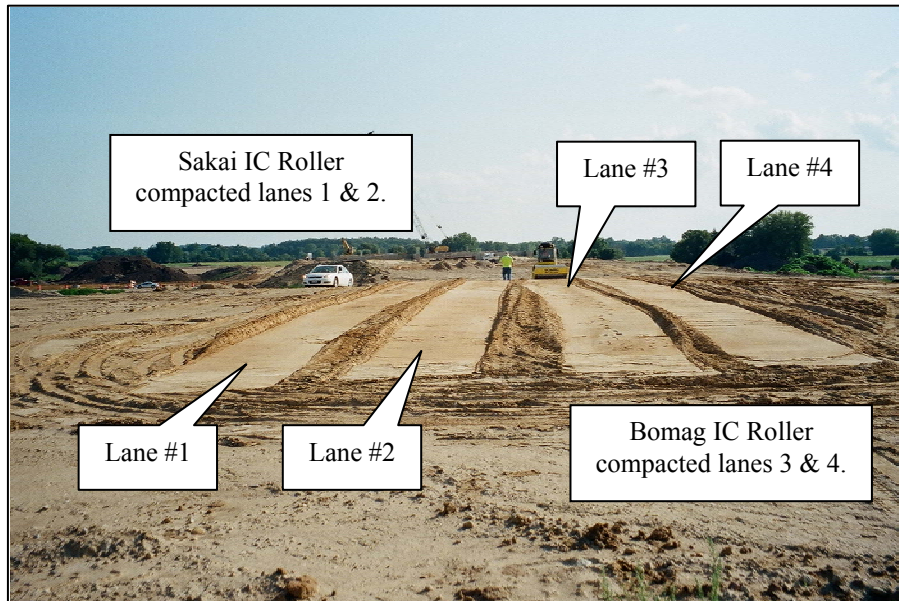 Sakai IC Roller
compacted lanes 1 & 2.
Lane #3
Lane #4
Lane #1
Lane #2
Bomag IC Roller
compacted lanes 3 & 4.